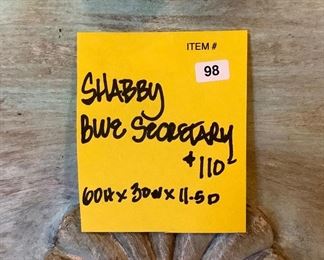 ITEM #
98
SHABBY
BLUE SECRETARY
$110
60H x 30W x 11.5D